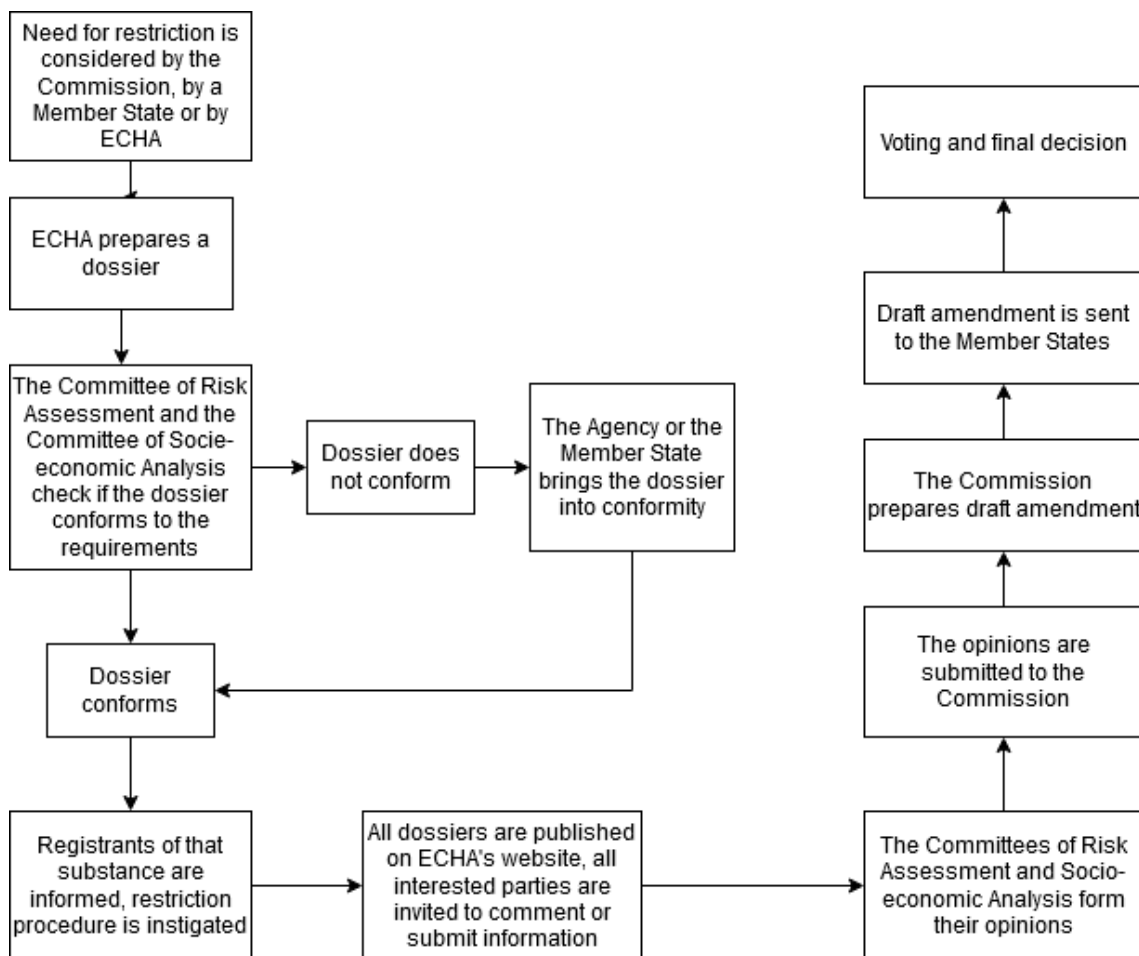 Need for restriction is
considered by the
Commission, by a
Member State or by
ECHA
ECHA prepares a
dossier
The Committee of Risk
Assessment and the
Committee of Socie-
economic Analysis
check if the dossier
conforms to the
requirements
Dossier does
not conform
The Agency or the
Member State
brings the dossier
into conformity
Dossier
conforms
Registrants of that
substance are
informed, restriction
procedure is instigated
All dossiers are published
on ECHA's website, all
interested parties are
invited to comment or
submit information
The Committees of Risk
Assessment and Socio-
economic Analysis form
their opinions
The opinions are
submitted to the
Commission
The Commission
prepares draft amendment
Draft amendment is sent
to the Member States
Voting and final decision